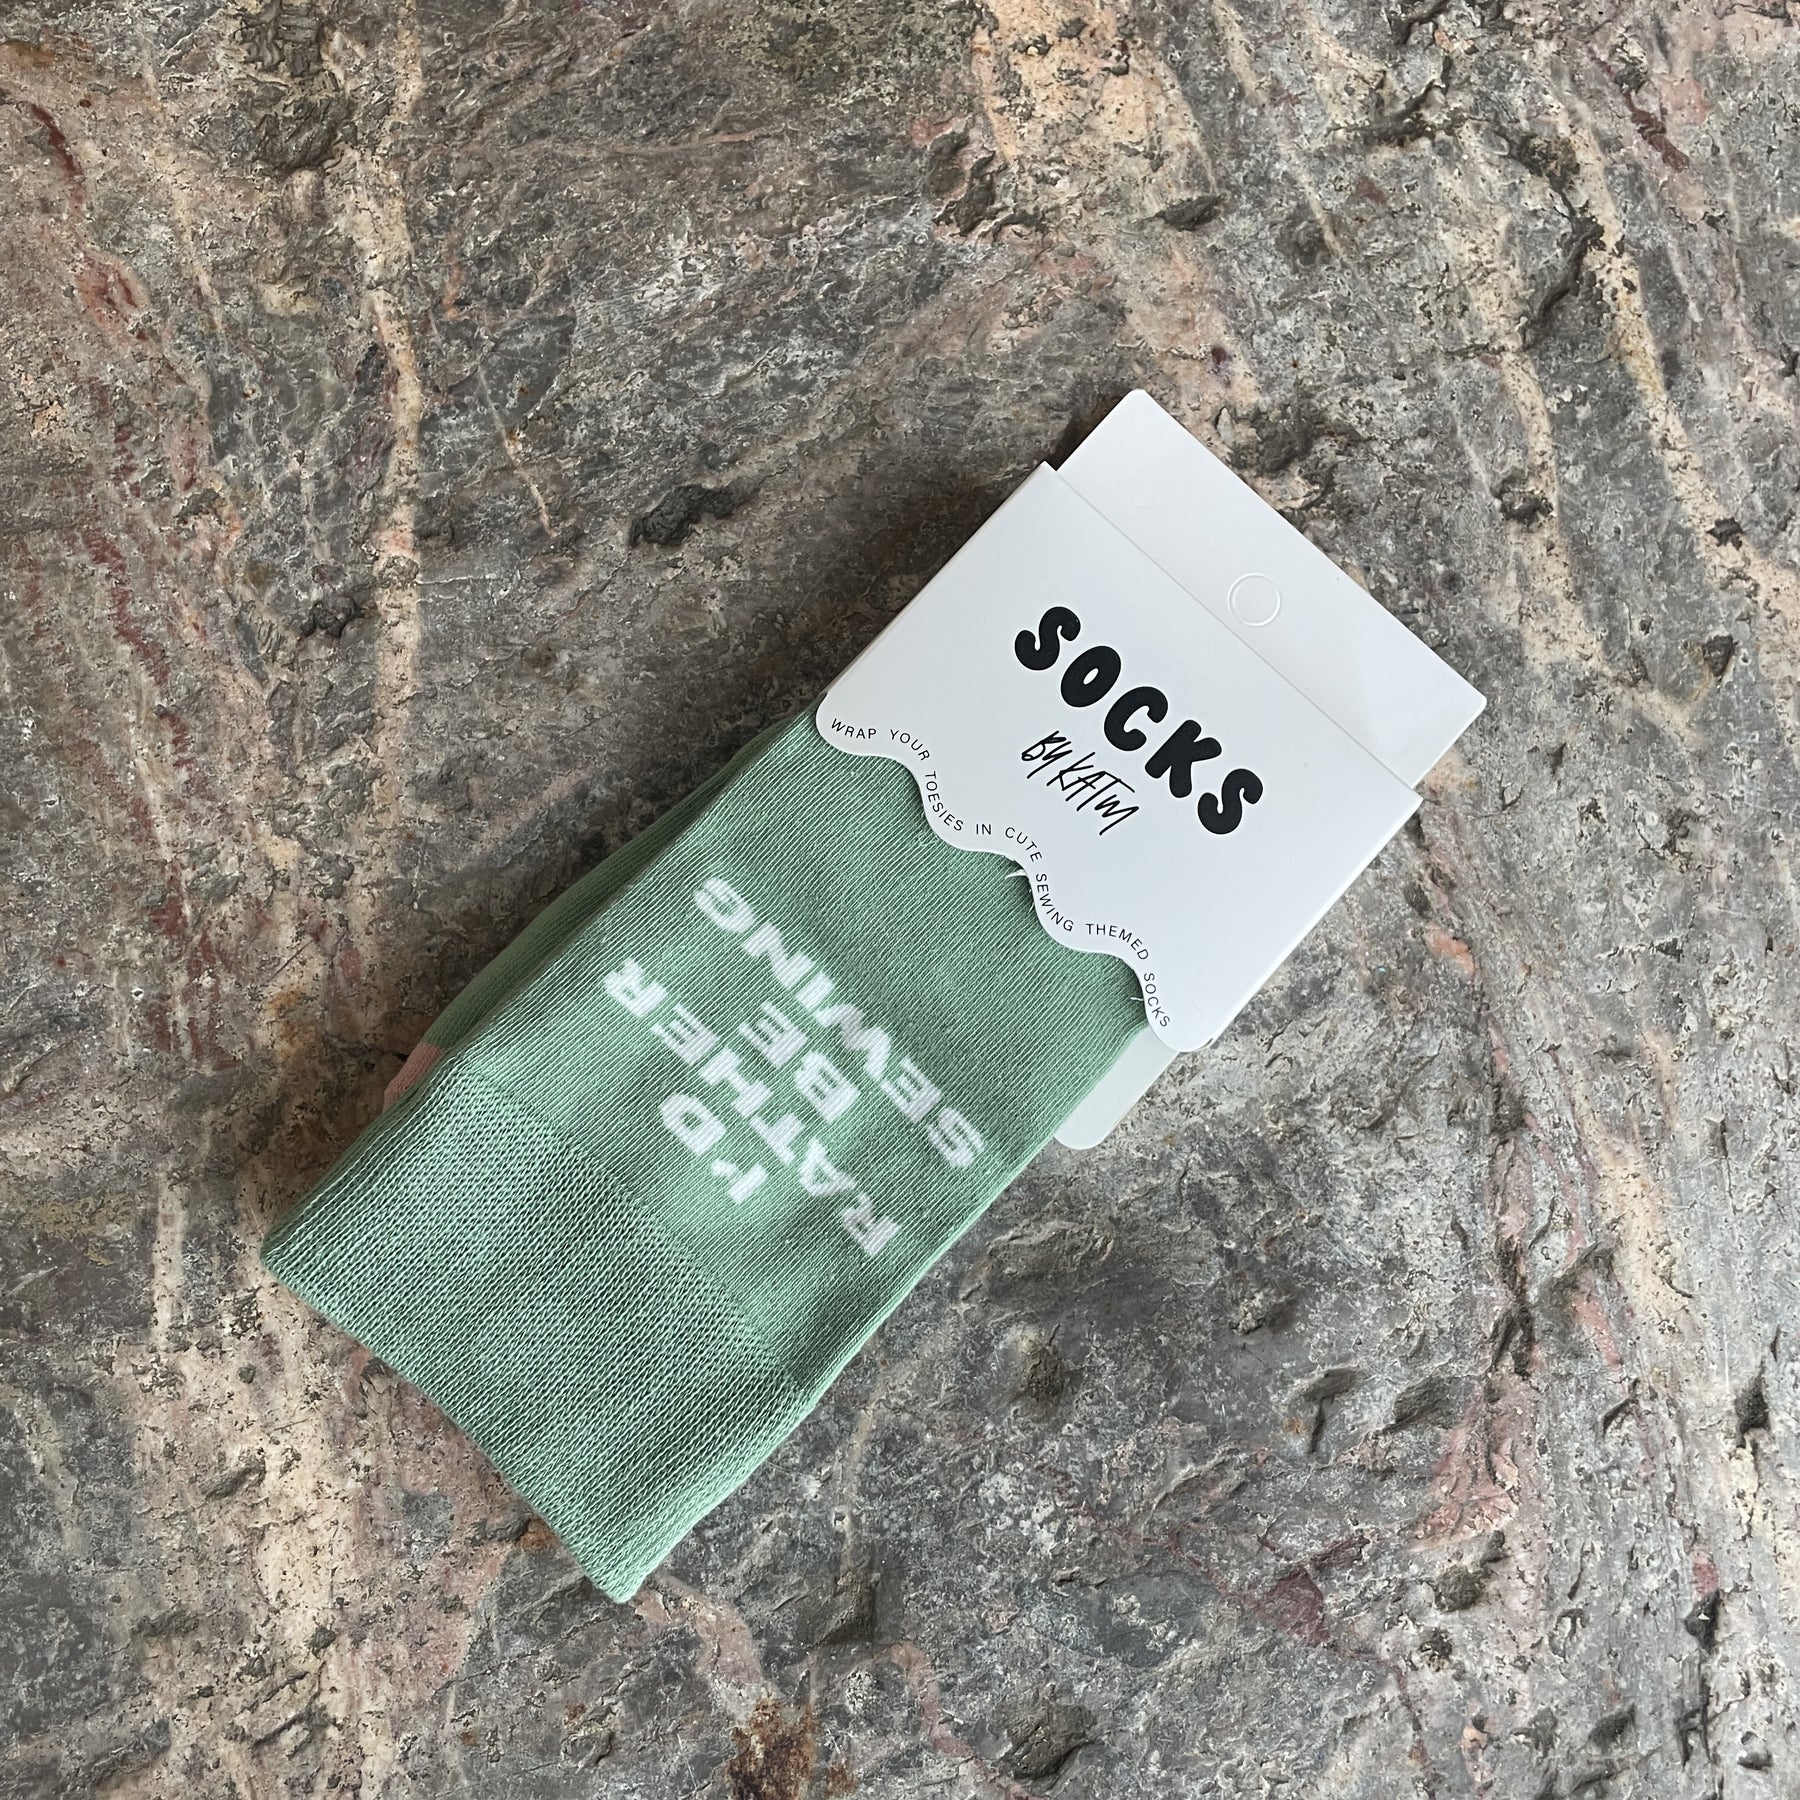 SOCKS
BY KATM
WRAP YOUR TOESIES IN CUTE SEWING THEMED SOCKS
I'D
RATHER
BE
SEWING